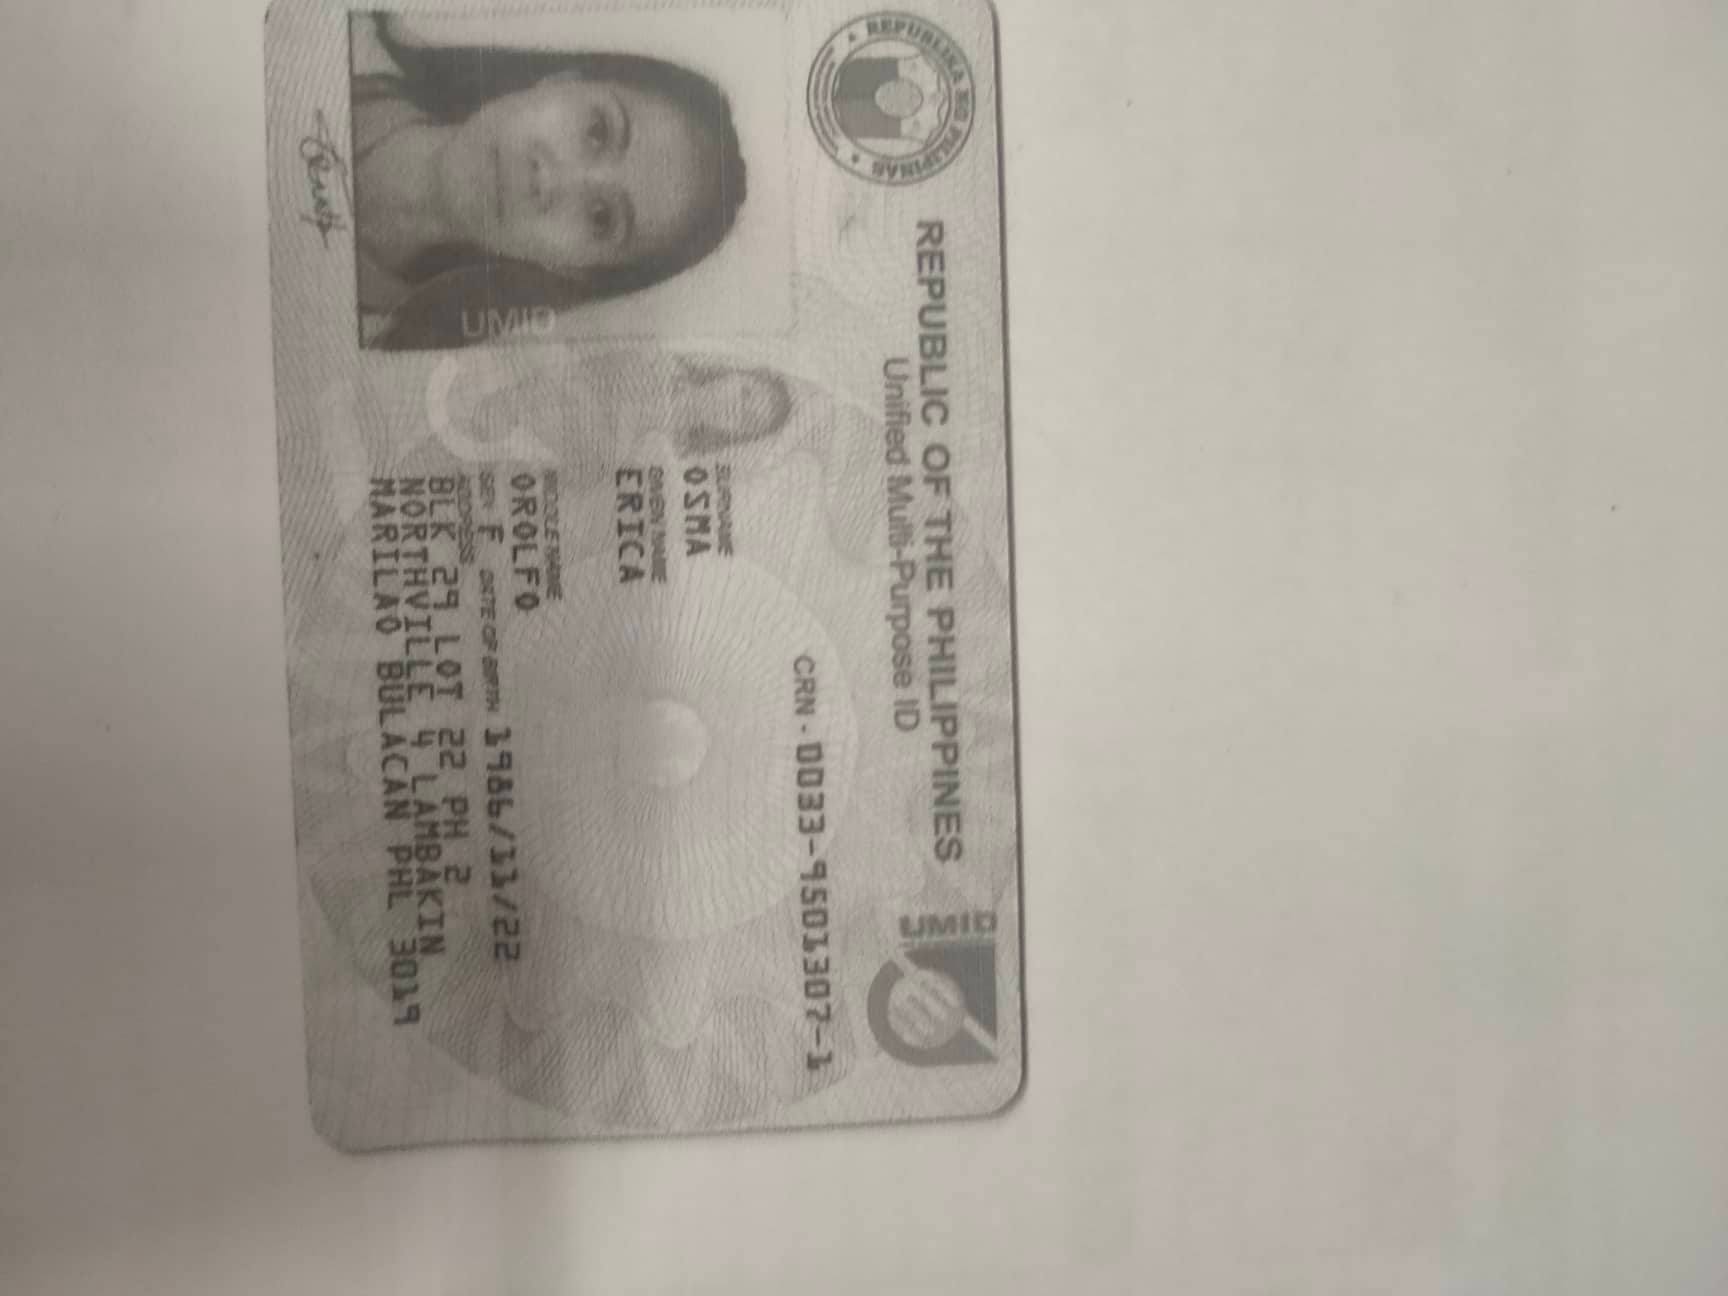 REPUBLIKA NG PILIPINAS
REPUBLIC OF THE PHILIPPINES
Unified Multi-Purpose ID
UMID
CRN - 0033-9501307-1
SURNAME
OSMA
GIVEN NAME
ERICA
MIDDLE NAME
OROLFO
SEX F DATE OF BIRTH 1986/11/22
ADDRESS
BLK 29 LOT 22 PH 2
NORTHVILLE 4 LAMBAKIN
MARILAO BULACAN PHL 3019
UMID